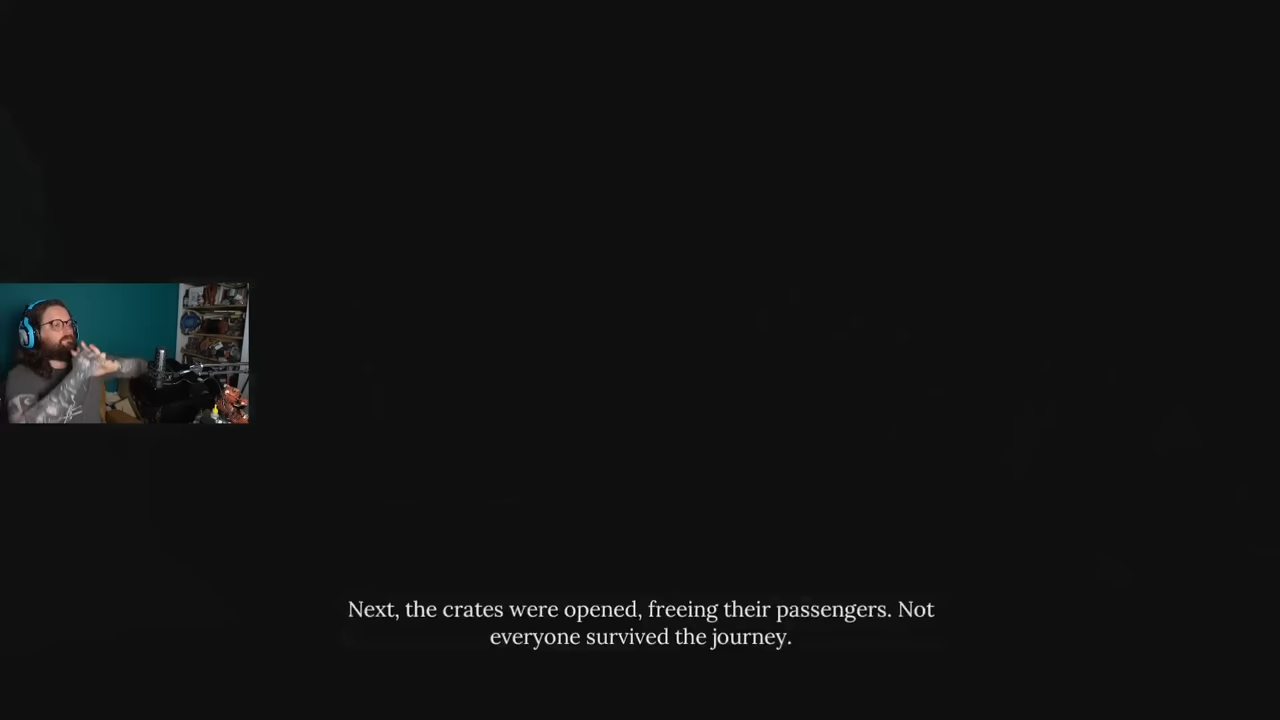 Next, the crates were opened, freeing their passengers. Not
everyone survived the journey.